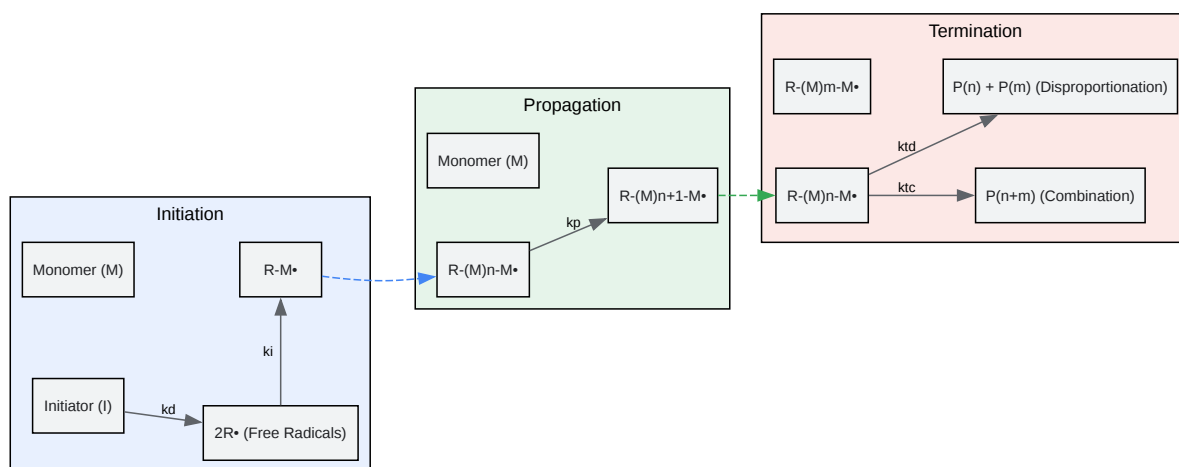 Initiation
Monomer (M)
R-M•
ki
Initiator (I)
kd
2R• (Free Radicals)
Propagation
Monomer (M)
R-(M)n+1-M•
kp
R-(M)n-M•
Termination
R-(M)m-M•
P(n) + P(m) (Disproportionation)
ktd
R-(M)n-M•
ktc
P(n+m) (Combination)